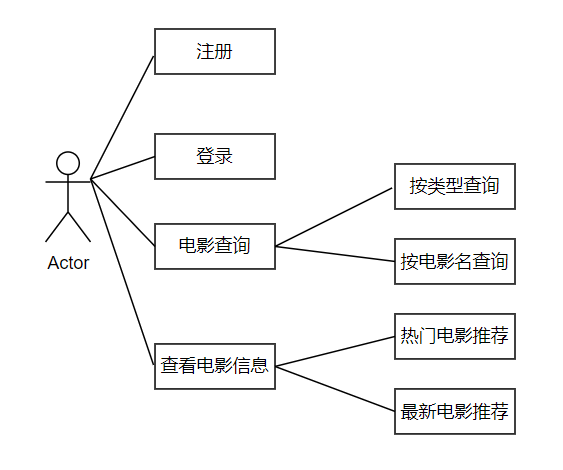 注册
登录
按类型查询
电影查询
按电影名查询
Actor
热门电影推荐
查看电影信息
最新电影推荐